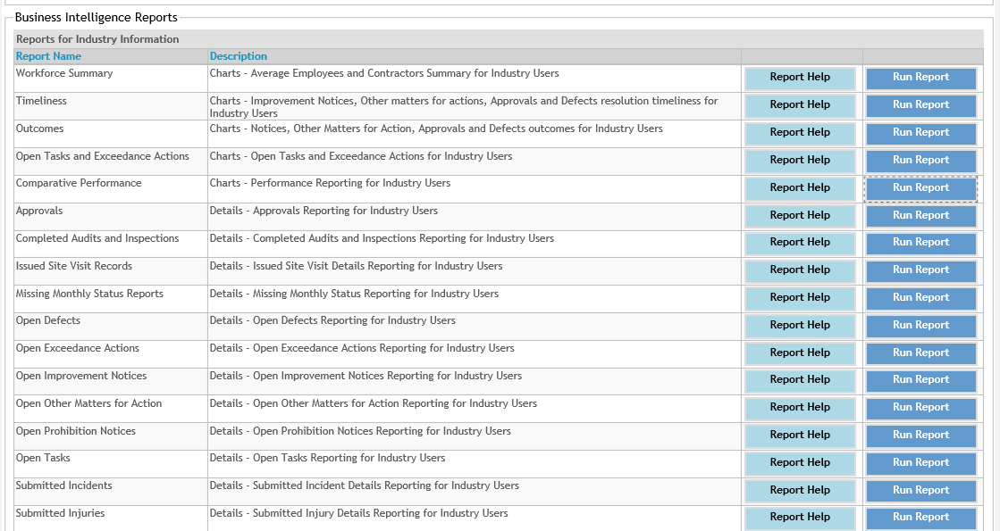 Business Intelligence Reports
Reports for Industry Information
Report Name Description
Workforce Summary Charts - Average Employees and Contractors Summary for Industry Users Report Help Run Report
Timeliness Charts - Improvement Notices, Other matters for actions, Approvals and Defects resolution timeliness for Report Help Run Report
Industry Users
Outcomes Charts - Notices, Other Matters for Action, Approvals and Defects outcomes for Industry Users Report Help Run Report
Open Tasks and Exceedance Actions Charts - Open Tasks and Exceedance Actions for Industry Users Report Help Run Report
Comparative Performance Charts - Performance Reporting for Industry Users Report Help Run Report
Approvals Details - Approvals Reporting for Industry Users Report Help Run Report
Completed Audits and Inspections Details - Completed Audits and Inspections Reporting for Industry Users Report Help Run Report
Issued Site Visit Records Details - Issued Site Visit Details Reporting for Industry Users Report Help Run Report
Missing Monthly Status Reports Details - Missing Monthly Status Reporting for Industry Users Report Help Run Report
Open Defects Details - Open Defects Reporting for Industry Users Report Help Run Report
Open Exceedance Actions Details - Open Exceedance Actions Reporting for Industry Users Report Help Run Report
Open Improvement Notices Details - Open Improvement Notices Reporting for Industry Users Report Help Run Report
Open Other Matters for Action Details - Open Other Matters for Action Reporting for Industry Users Report Help Run Report
Open Prohibition Notices Details - Open Prohibition Notices Reporting for Industry Users Report Help Run Report
Open Tasks Details - Open Tasks Reporting for Industry Users Report Help Run Report
Submitted Incidents Details - Submitted Incident Details Reporting for Industry Users Report Help Run Report
Submitted Injuries Details - Submitted Injury Details Reporting for Industry Users Report Help Run Report